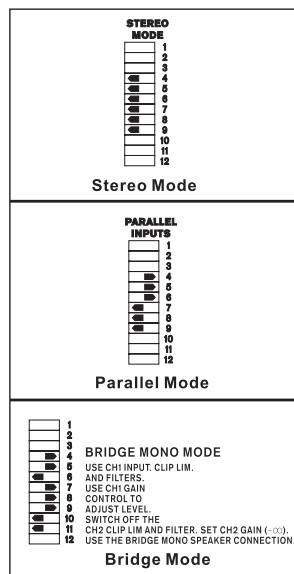 STEREO
MODE
1
2
3
4
5
6
7
8
9
10
11
12
Stereo Mode
PARALLEL
INPUTS
1
2
3
4
5
6
7
8
9
10
11
12
Parallel Mode
1
2
3
4 BRIDGE MONO MODE
5 USE CH1 INPUT. CLIP LIM.
6 AND FILTERS.
7 USE CH1 GAIN
8 CONTROL TO
9 ADJUST LEVEL.
10 SWITCH OFF THE
11 CH2 CLIP LIM AND FILTER. SET CH2 GAIN (-∞).
12 USE THE BRIDGE MONO SPEAKER CONNECTION
Bridge Mode